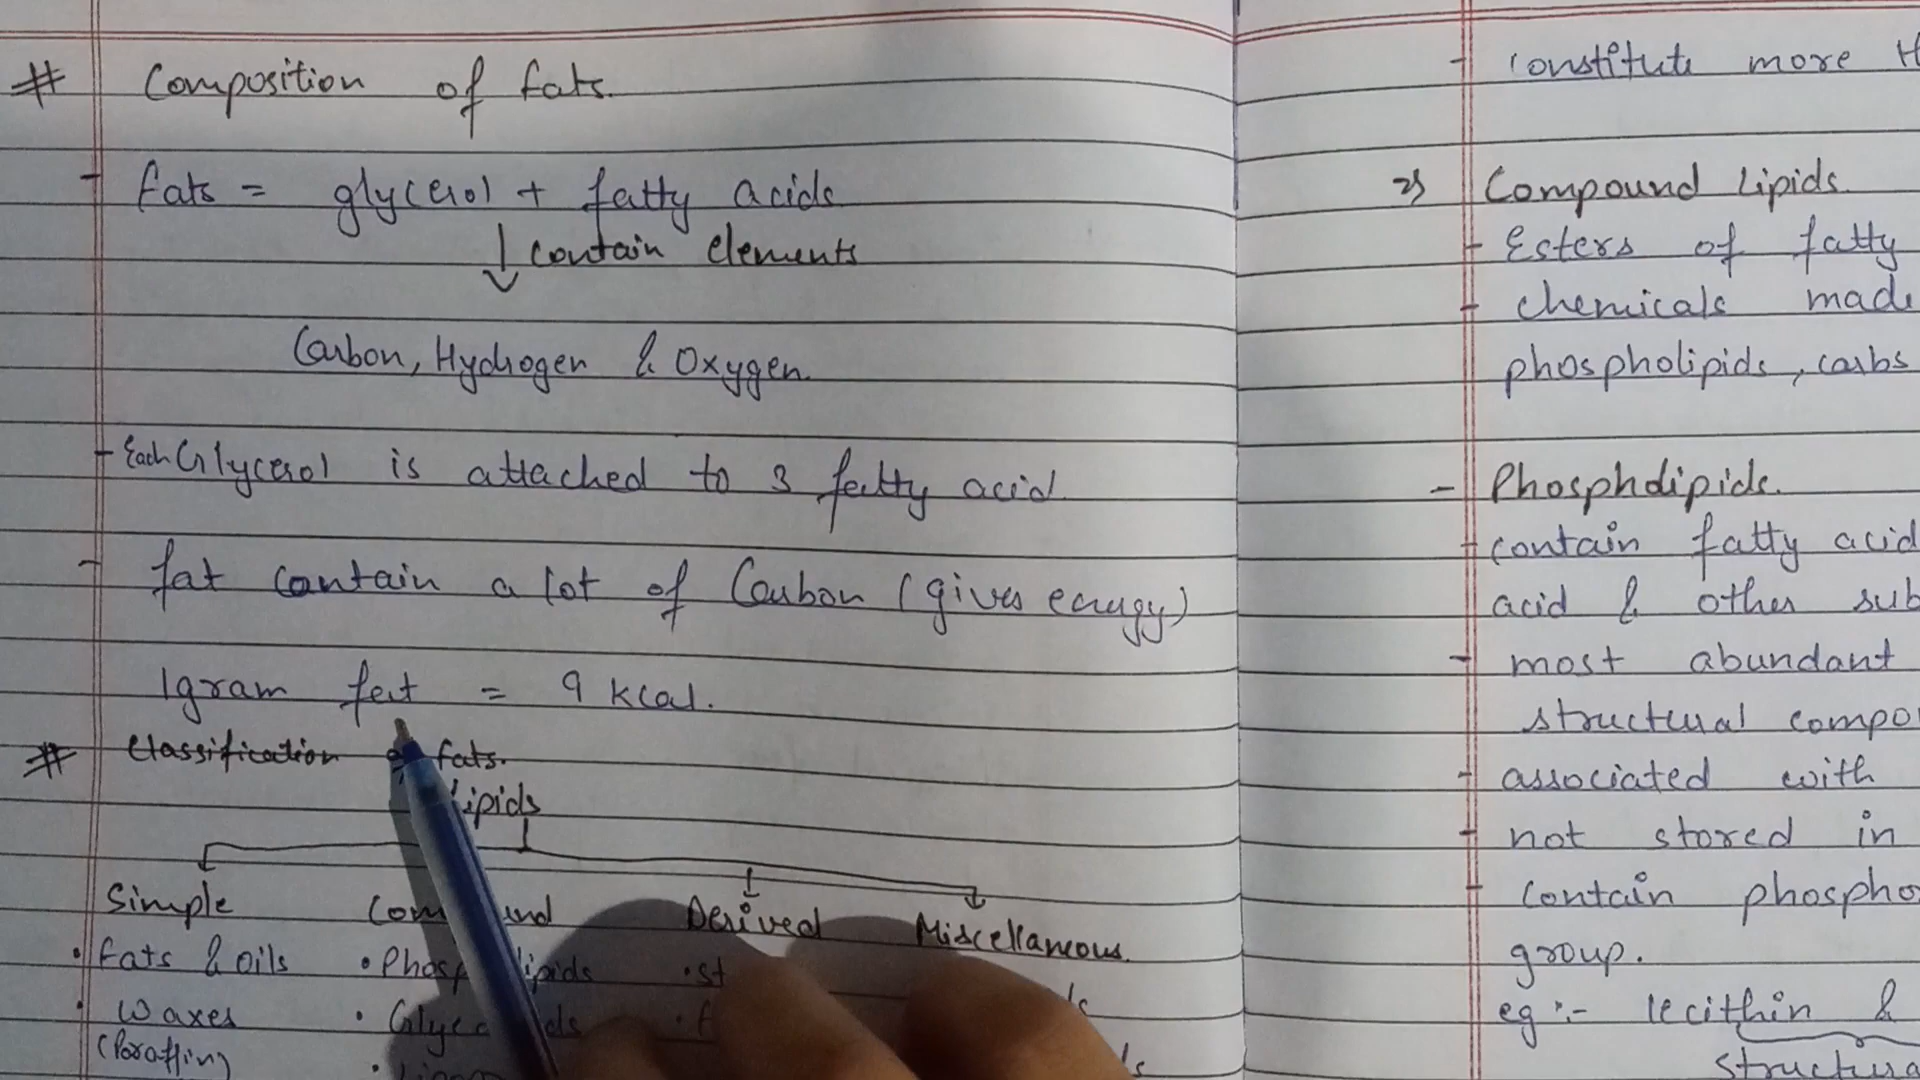 # Composition of fats.
- fats = glycerol + fatty acids
↓ contain elements
Carbon, Hydrogen & Oxygen.
- Each Glycerol is attached to 3 fatty acid
- fat contain a lot of Carbon (gives energy)
1gram fat = 9 kcal.
# Classification of fats.
lipids
Simple Derived Miscellaneous.
• fats & oils
• waxes
(Paraffin)
- Constitute more
2) Compound Lipids.
- Esters of fatty
- chemicals made
phospholipids, carbs
- Phospholipids.
- contain fatty acid
acid & other
- most abundant
structural
- associated with
- not stored in
- contain
group.
eg :- lecithin &